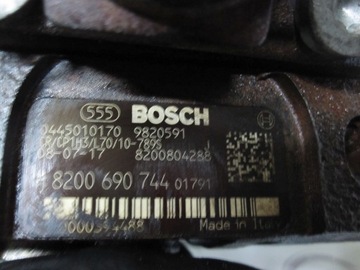 555 BOSCH
0445010170 9820591
CR/CP1H3/L70/10-789S
08-07-17 8200804288
8200 690 744 01791
Made in Italy